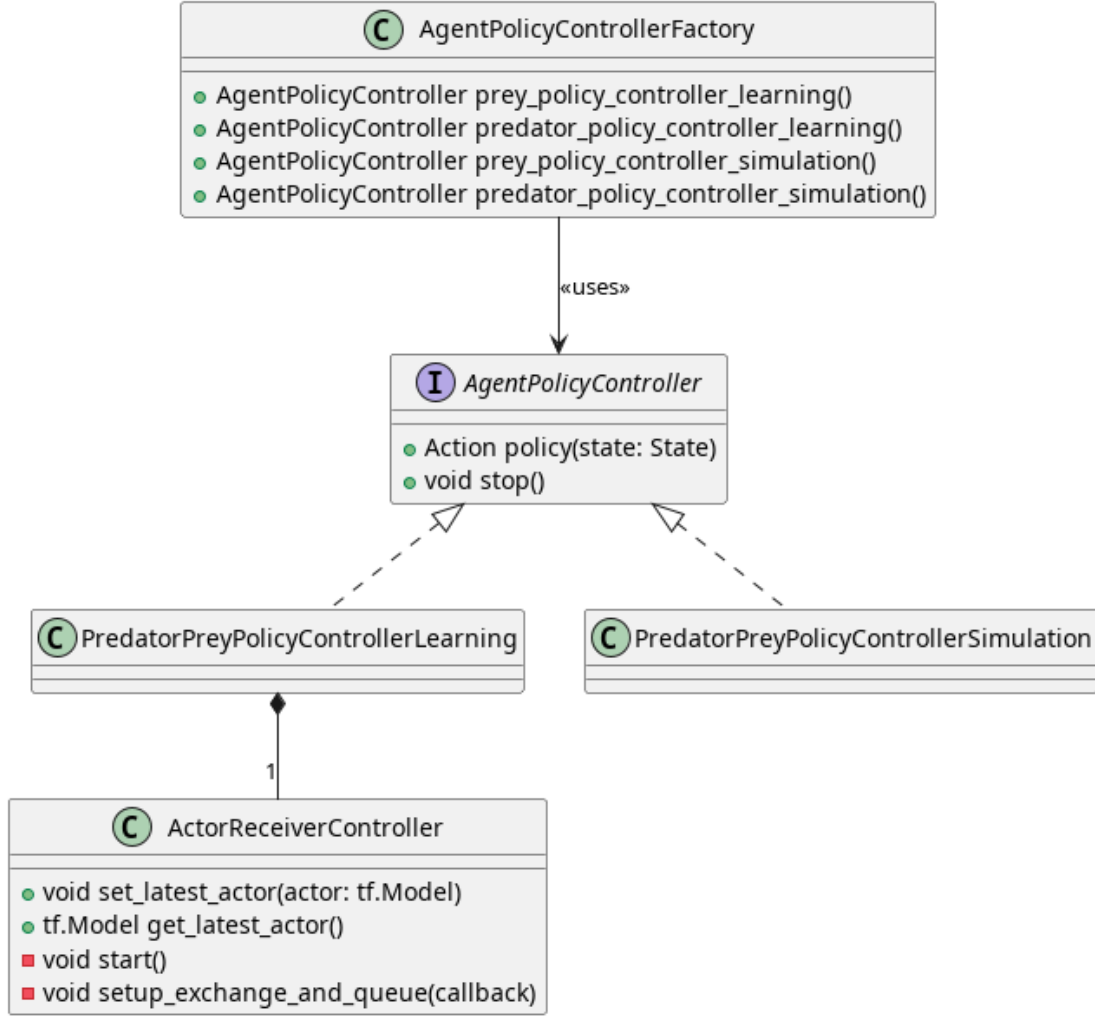 C AgentPolicyControllerFactory
AgentPolicyController prey_policy_controller_learning()
AgentPolicyController predator_policy_controller_learning()
AgentPolicyController prey_policy_controller_simulation()
AgentPolicyController predator_policy_controller_simulation()
«uses»
I AgentPolicyController
Action policy(state: State)
void stop()
C PredatorPreyPolicyControllerLearning
C PredatorPreyPolicyControllerSimulation
1
C ActorReceiverController
void set_latest_actor(actor: tf.Model)
tf.Model get_latest_actor()
void start()
void setup_exchange_and_queue(callback)